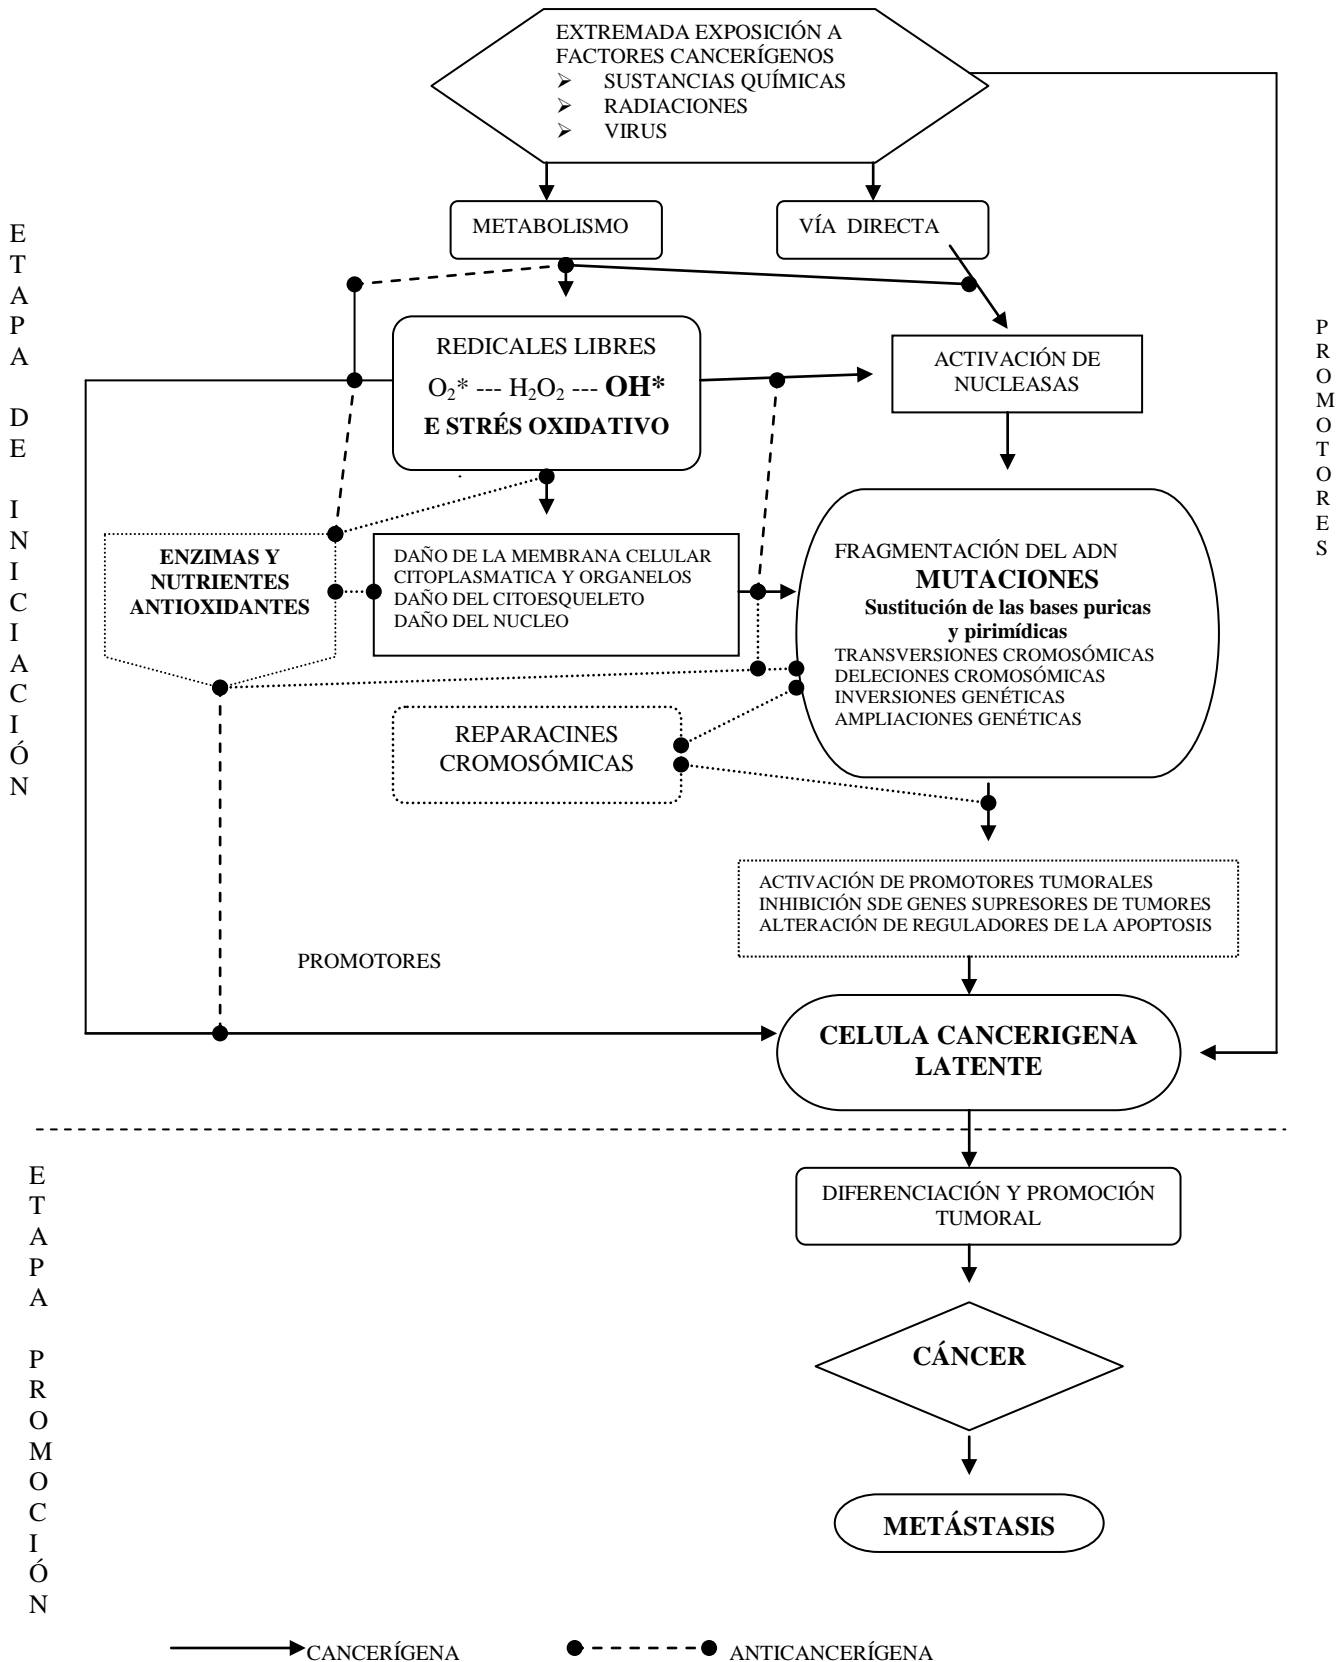 EXTREMADA EXPOSICIÓN A
FACTORES CANCERÍGENOS
➢ SUSTANCIAS QUÍMICAS
➢ RADIACIONES
➢ VIRUS
METABOLISMO
VÍA DIRECTA
ETAPA DE INICIACIÓN
PROMOTORES
REDICALES LIBRES
O₂* --- H₂O₂ --- OH*
E STRÉS OXIDATIVO
ACTIVACIÓN DE
NUCLEASAS
ENZIMAS Y
NUTRIENTES
ANTIOXIDANTES
DAÑO DE LA MEMBRANA CELULAR
CITOPLASMATICA Y ORGANELOS
DAÑO DEL CITOESQUELETO
DAÑO DEL NUCLEO
FRAGMENTACIÓN DEL ADN
MUTACIONES
Sustitución de las bases puricas
y pirimídicas
TRANSVERSIONES CROMOSÓMICAS
DELECIONES CROMOSÓMICAS
INVERSIONES GENÉTICAS
AMPLIACIONES GENÉTICAS
REPARACINES
CROMOSÓMICAS
ACTIVACIÓN DE PROMOTORES TUMORALES
INHIBICIÓN SDE GENES SUPRESORES DE TUMORES
ALTERACIÓN DE REGULADORES DE LA APOPTOSIS
PROMOTORES
CELULA CANCERIGENA
LATENTE
ETAPA PROMOCIÓN
DIFERENCIACIÓN Y PROMOCIÓN
TUMORAL
CÁNCER
METÁSTASIS
CANCERÍGENA
ANTICANCERÍGENA